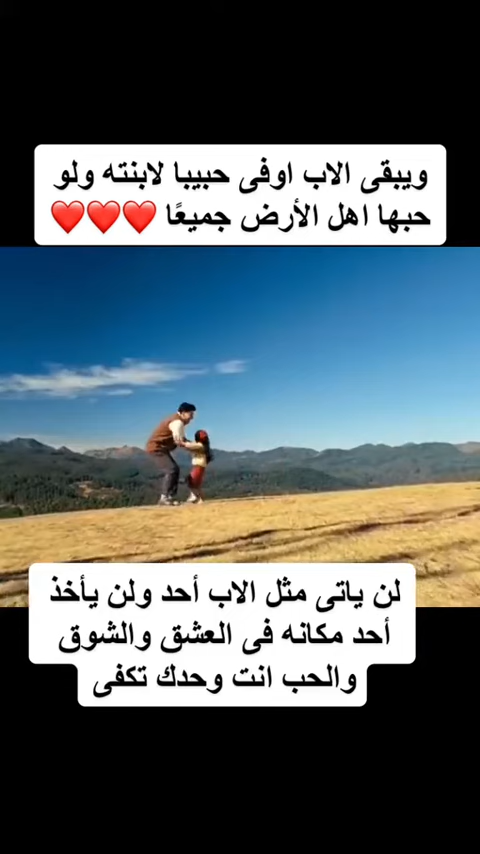 ويبقى الاب اوفى حبيبا لابنته ولو
حبها اهل الأرض جميعًا ❤️❤️❤️
لن ياتى مثل الاب أحد ولن يأخذ
أحد مكانه فى العشق والشوق
والحب انت وحدك تكفى